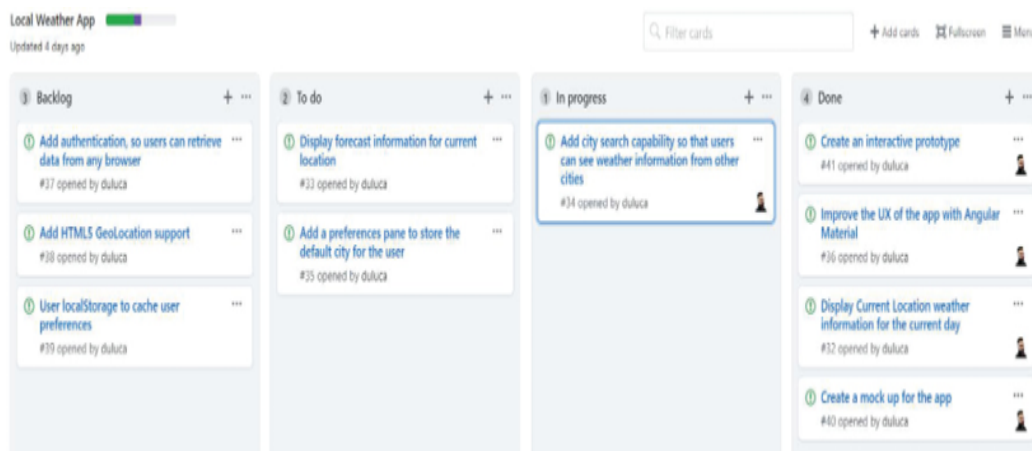 Local Weather App
Updated 4 days ago
Filter cards
+ Add cards
Fullscreen
Menu
3 Backlog + ...
Add authentication, so users can retrieve ...
data from any browser
#37 opened by duluca
Add HTML5 GeoLocation support ...
#38 opened by duluca
User localStorage to cache user ...
preferences
#39 opened by duluca
2 To do + ...
Display forecast information for current ...
location
#33 opened by duluca
Add a preferences pane to store the ...
default city for the user
#35 opened by duluca
1 In progress + ...
Add city search capability so that users ...
can see weather information from other
cities
#34 opened by duluca
4 Done + ...
Create an interactive prototype ...
#41 opened by duluca
Improve the UX of the app with Angular ...
Material
#36 opened by duluca
Display Current Location weather ...
information for the current day
#32 opened by duluca
Create a mock up for the app ...
#40 opened by duluca